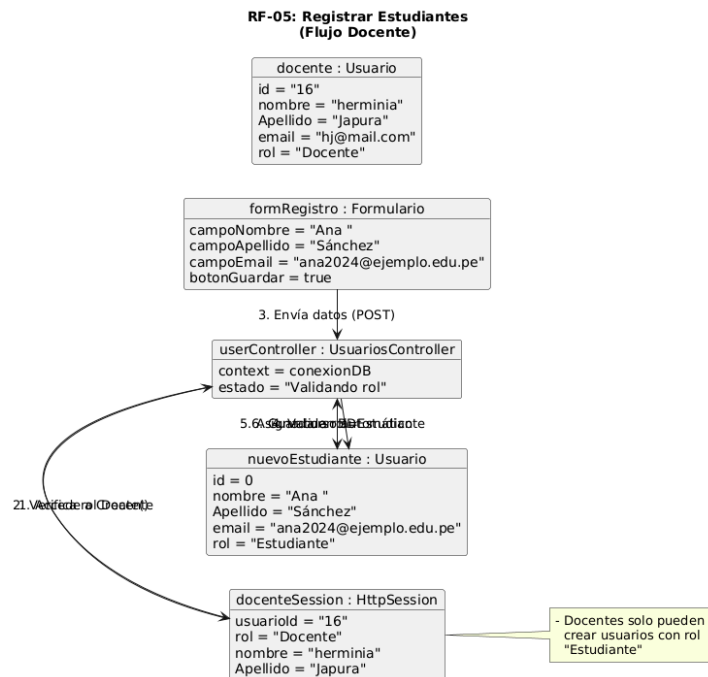 RF-05: Registrar Estudiantes
(Flujo Docente)
docente : Usuario
id = "16"
nombre = "herminia"
Apellido = "Japura"
email = "hj@mail.com"
rol = "Docente"
formRegistro : Formulario
campoNombre = "Ana "
campoApellido = "Sánchez"
campoEmail = "ana2024@ejemplo.edu.pe"
botonGuardar = true
3. Envía datos (POST)
userController : UsuariosController
context = conexionDB
estado = "Validando rol"
nuevoEstudiante : Usuario
id = 0
nombre = "Ana "
Apellido = "Sánchez"
email = "ana2024@ejemplo.edu.pe"
rol = "Estudiante"
docenteSession : HttpSession
usuarioId = "16"
rol = "Docente"
nombre = "herminia"
Apellido = "Japura"
- Docentes solo pueden
crear usuarios con rol
"Estudiante"